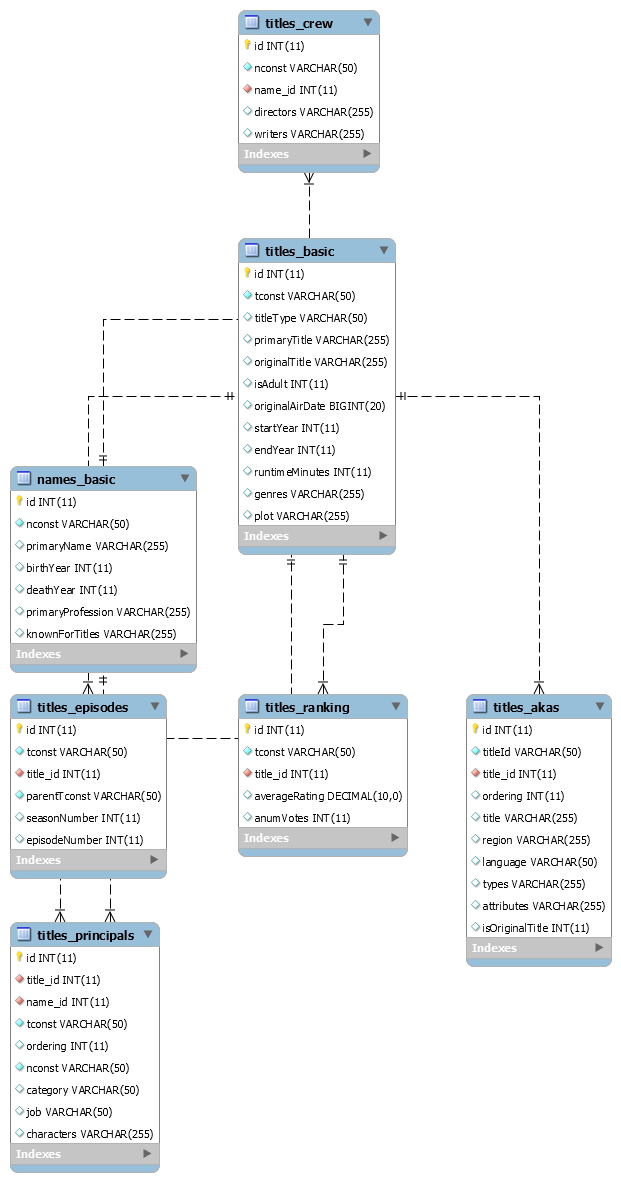 titles_crew
id INT(11)
nconst VARCHAR(50)
name_id INT(11)
directors VARCHAR(255)
writers VARCHAR(255)
Indexes
titles_basic
id INT(11)
tconst VARCHAR(50)
titleType VARCHAR(50)
primaryTitle VARCHAR(255)
originalTitle VARCHAR(255)
isAdult INT(11)
originalAirDate BIGINT(20)
startYear INT(11)
endYear INT(11)
runtimeMinutes INT(11)
genres VARCHAR(255)
plot VARCHAR(255)
Indexes
names_basic
id INT(11)
nconst VARCHAR(50)
primaryName VARCHAR(255)
birthYear INT(11)
deathYear INT(11)
primaryProfession VARCHAR(255)
knownForTitles VARCHAR(255)
Indexes
titles_episodes
id INT(11)
tconst VARCHAR(50)
title_id INT(11)
parentTconst VARCHAR(50)
seasonNumber INT(11)
episodeNumber INT(11)
Indexes
titles_ranking
id INT(11)
tconst VARCHAR(50)
title_id INT(11)
averageRating DECIMAL(10,0)
anumVotes INT(11)
Indexes
titles_akas
id INT(11)
titleId VARCHAR(50)
title_id INT(11)
ordering INT(11)
title VARCHAR(255)
region VARCHAR(255)
language VARCHAR(50)
types VARCHAR(255)
attributes VARCHAR(255)
isOriginalTitle INT(11)
Indexes
titles_principals
id INT(11)
title_id INT(11)
name_id INT(11)
tconst VARCHAR(50)
ordering INT(11)
nconst VARCHAR(50)
category VARCHAR(50)
job VARCHAR(50)
characters VARCHAR(255)
Indexes